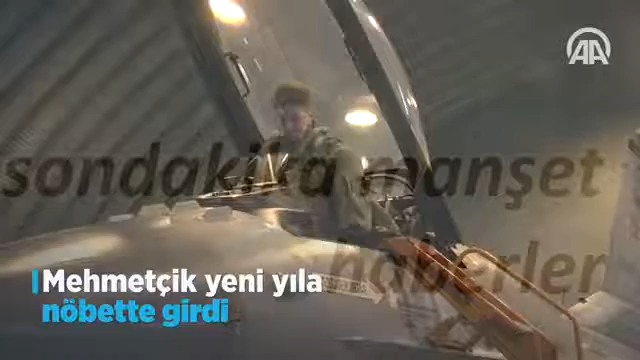 AA
sondakika manşet
haberler
Mehmetçik yeni yıla
nöbette girdi